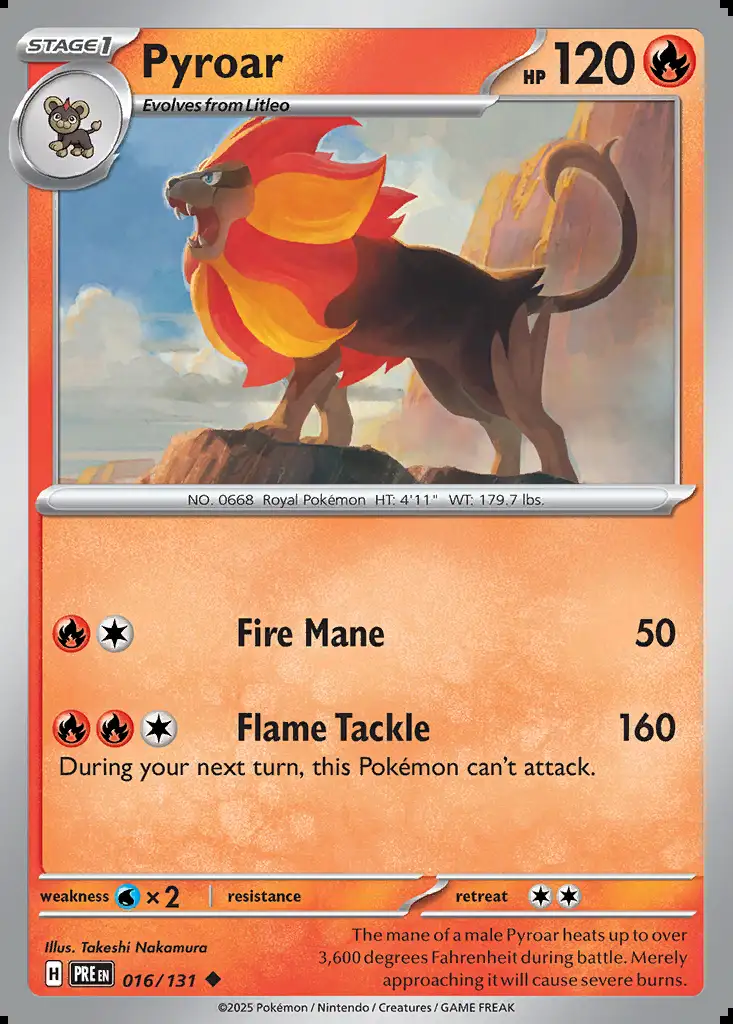 STAGE1
Pyroar
HP 120
Evolves from Litleo
NO. 0668 Royal Pokémon HT: 4'11" WT: 179.7 lbs.
Fire Mane 50
Flame Tackle 160
During your next turn, this Pokémon can't attack.
weakness ×2 resistance retreat
Illus. Takeshi Nakamura
The mane of a male Pyroar heats up to over
3,600 degrees Fahrenheit during battle. Merely
approaching it will cause severe burns.
H PRE EN 016/131
©2025 Pokémon / Nintendo / Creatures / GAME FREAK